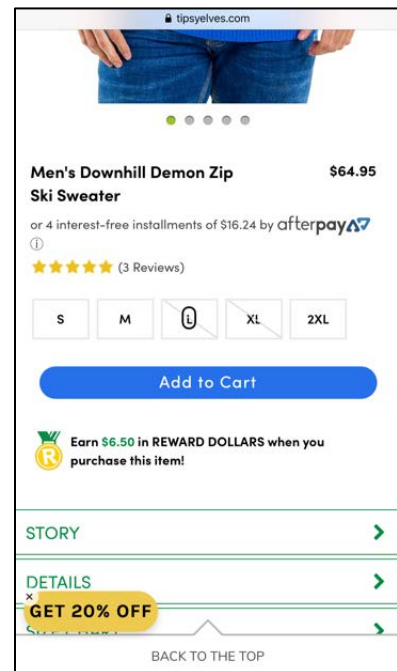 tipsyelves.com
Men's Downhill Demon Zip $64.95
Ski Sweater
or 4 interest-free installments of $16.24 by afterpay
(3 Reviews)
S M L XL 2XL
Add to Cart
R Earn $6.50 in REWARD DOLLARS when you
purchase this item!
STORY
DETAILS
× GET 20% OFF
BACK TO THE TOP